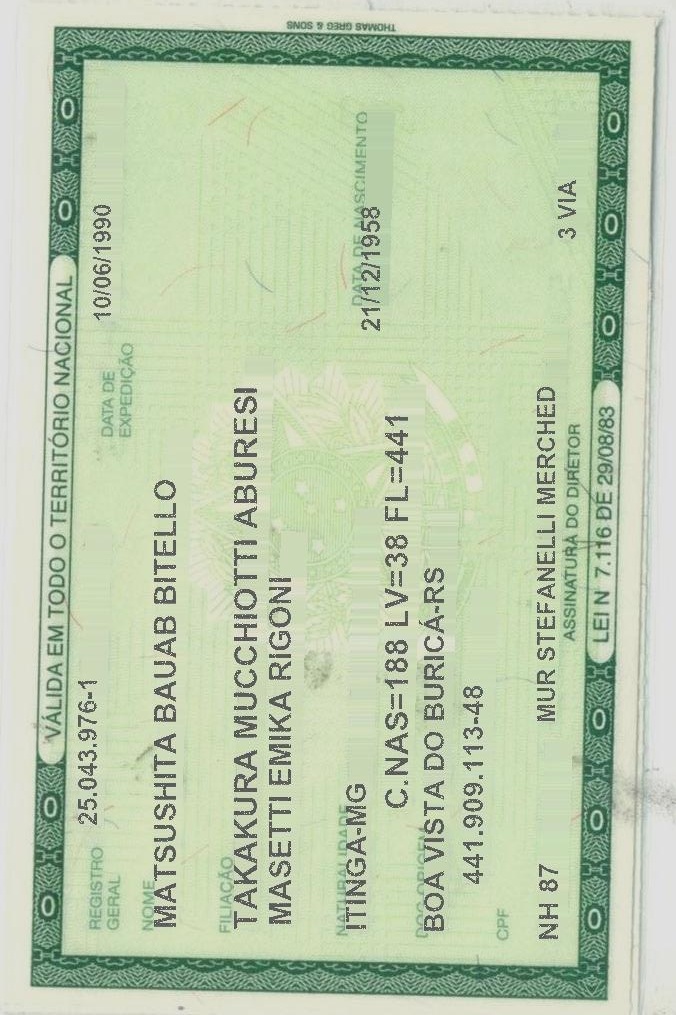 VÁLIDA EM TODO O TERRITÓRIO NACIONAL
REGISTRO GERAL 25.043.976-1 DATA DE EXPEDIÇÃO 10/06/1990
NOME
MATSUSHITA BAUAB BITELLO
FILIAÇÃO
TAKAKURA MUCCHIOTTI ABURESI
MASETTI EMIKA RIGONI
NATURALIDADE DATA DE NASCIMENTO
ITINGA-MG 21/12/1958
DOC ORIGEM C.NAS=188 LV=38 FL=441
BOA VISTA DO BURICÁ-RS
CPF 441.909.113-48
NH 87 MUR STEFANELLI MERCHED 3 VIA
ASSINATURA DO DIRETOR
LEI N 7.116 DE 29/08/83
THOMAS GREG & SONS